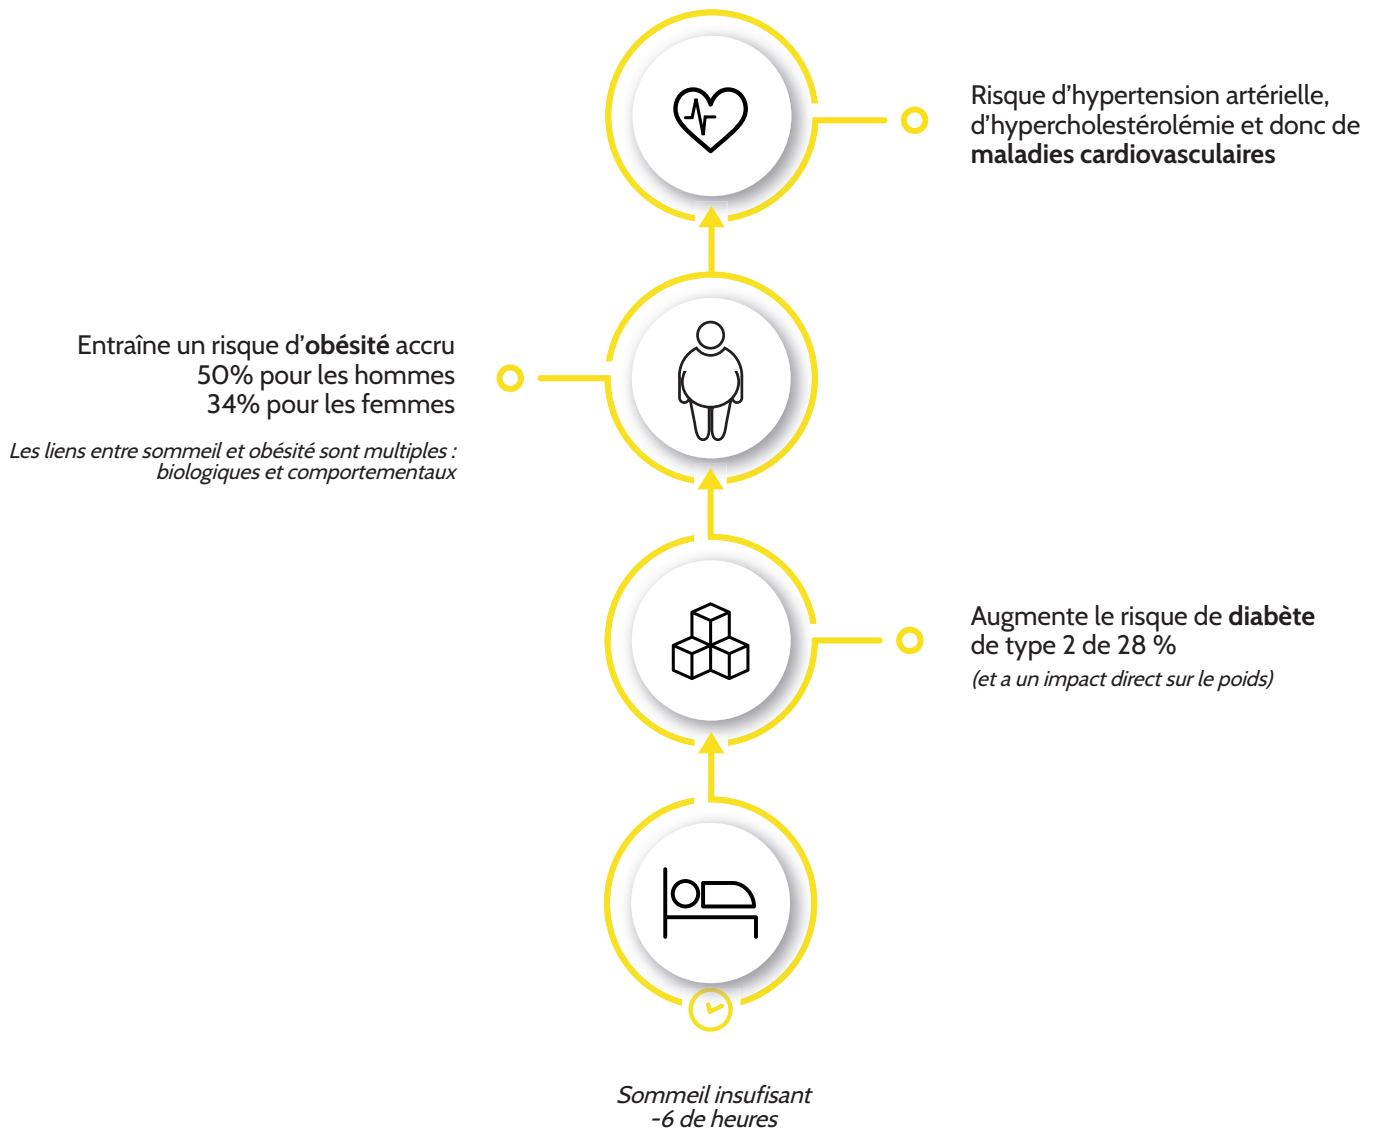 Risque d'hypertension artérielle,
d'hypercholestérolémie et donc de
maladies cardiovasculaires
Entraîne un risque d'obésité accru
50% pour les hommes
34% pour les femmes
Les liens entre sommeil et obésité sont multiples :
biologiques et comportementaux
Augmente le risque de diabète
de type 2 de 28 %
(et a un impact direct sur le poids)
Sommeil insufisant
-6 de heures